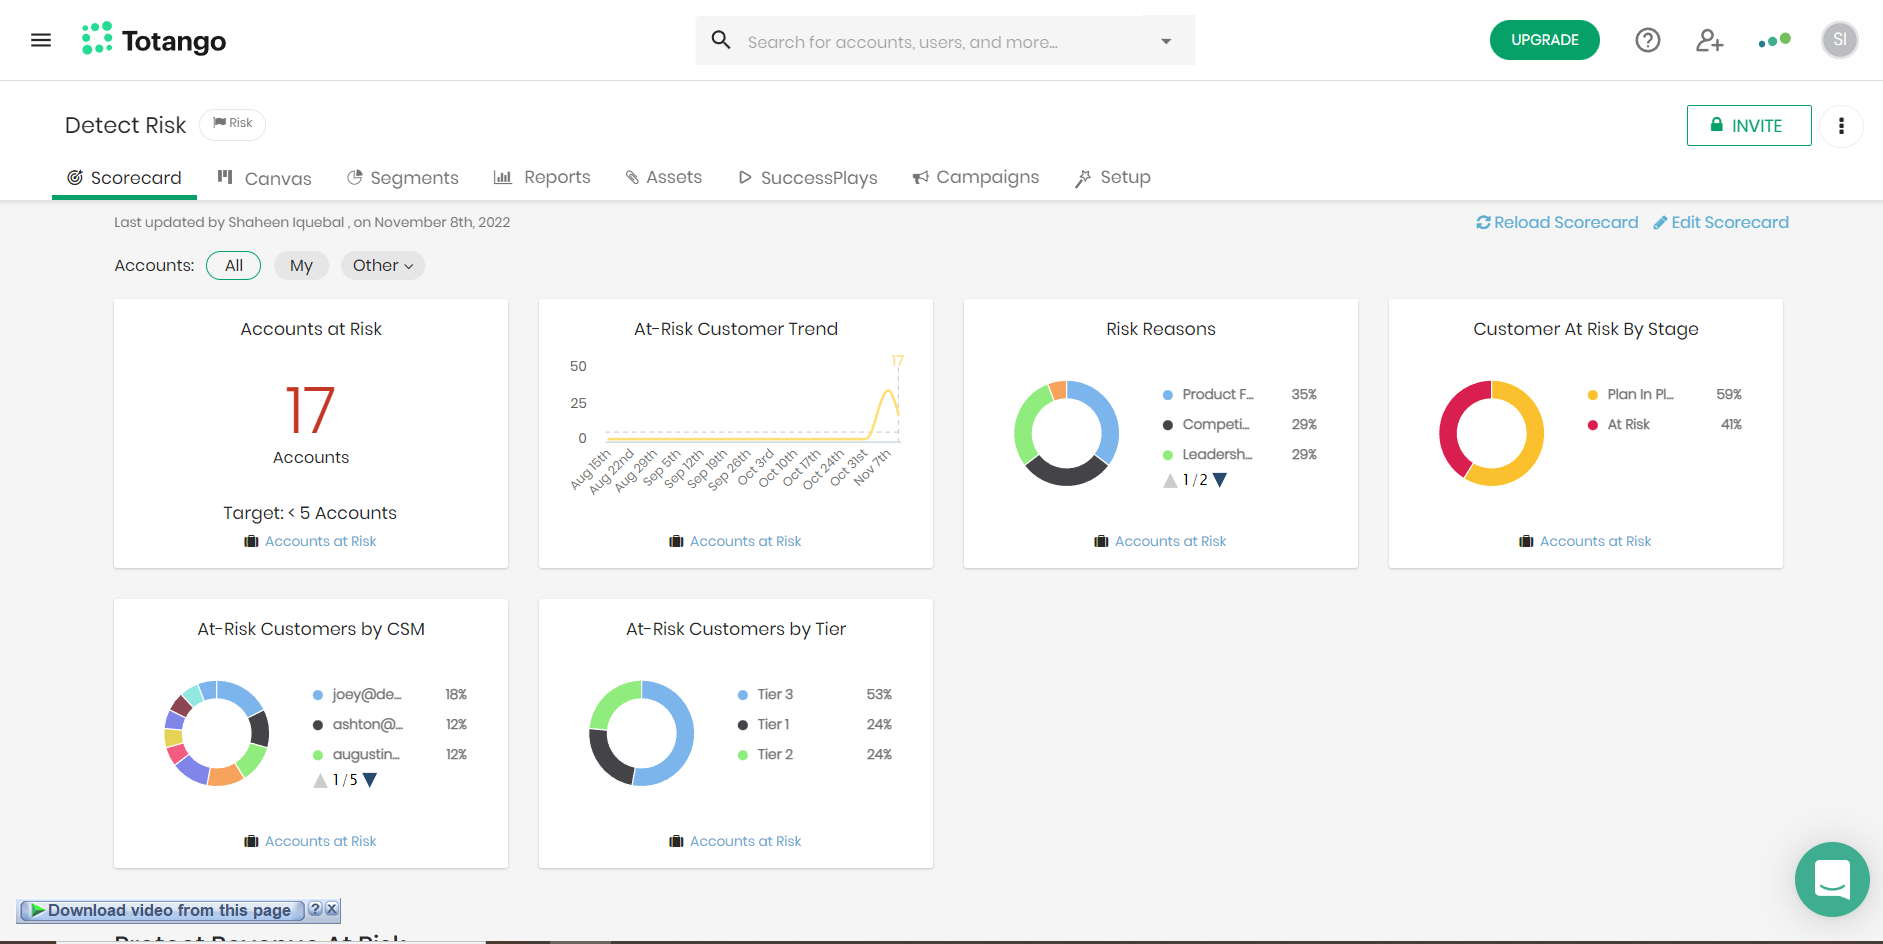 Totango
Search for accounts, users, and more...
UPGRADE
SI
Detect Risk
Risk
INVITE
Scorecard
Canvas
Segments
Reports
Assets
SuccessPlays
Campaigns
Setup
Last updated by Shaheen Iquebal , on November 8th, 2022
Reload Scorecard
Edit Scorecard
Accounts:
All
My
Other
Accounts at Risk
17
Accounts
Target: < 5 Accounts
Accounts at Risk
At-Risk Customer Trend
17
50
25
0
Aug 15th
Aug 22nd
Aug 29th
Sep 5th
Sep 12th
Sep 19th
Sep 26th
Oct 3rd
Oct 10th
Oct 17th
Oct 24th
Oct 31st
Nov 7th
Accounts at Risk
Risk Reasons
Product F... 35%
Competi... 29%
Leadersh... 29%
1 / 2
Accounts at Risk
Customer At Risk By Stage
Plan In Pl... 59%
At Risk 41%
Accounts at Risk
At-Risk Customers by CSM
joey@de... 18%
ashton@... 12%
augustin... 12%
1 / 5
Accounts at Risk
At-Risk Customers by Tier
Tier 3 53%
Tier 1 24%
Tier 2 24%
Accounts at Risk
Download video from this page
? X
Protect Revenue At Risk